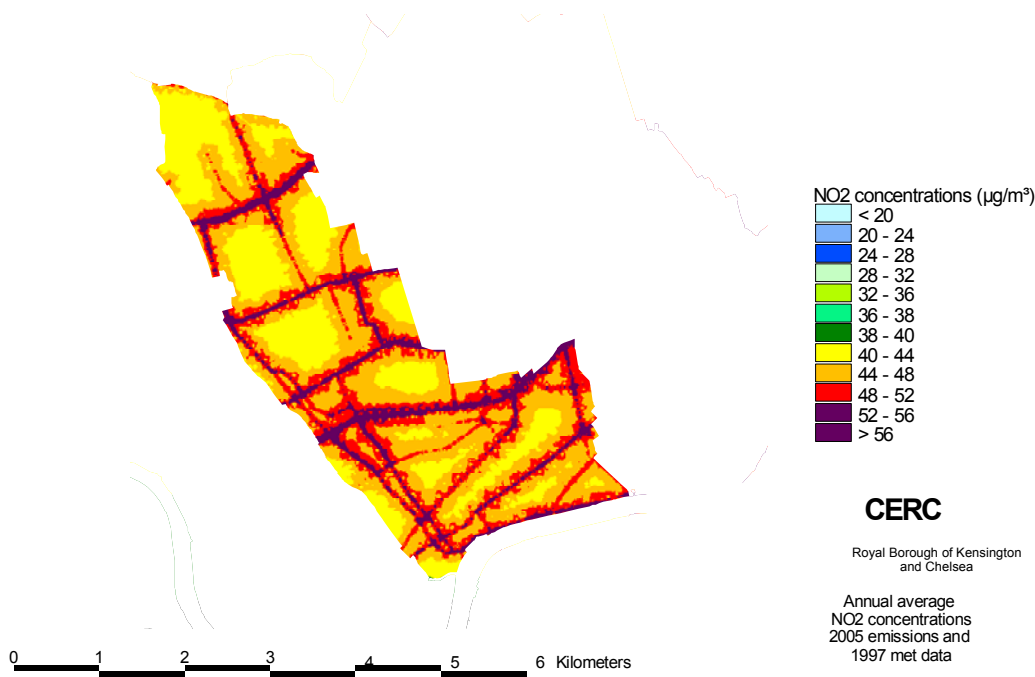 NO2 concentrations (µg/m³)
< 20
20 - 24
24 - 28
28 - 32
32 - 36
36 - 38
38 - 40
40 - 44
44 - 48
48 - 52
52 - 56
> 56
CERC
Royal Borough of Kensington
and Chelsea
Annual average
NO2 concentrations
2005 emissions and
1997 met data
0 1 2 3 4 5 6 Kilometers